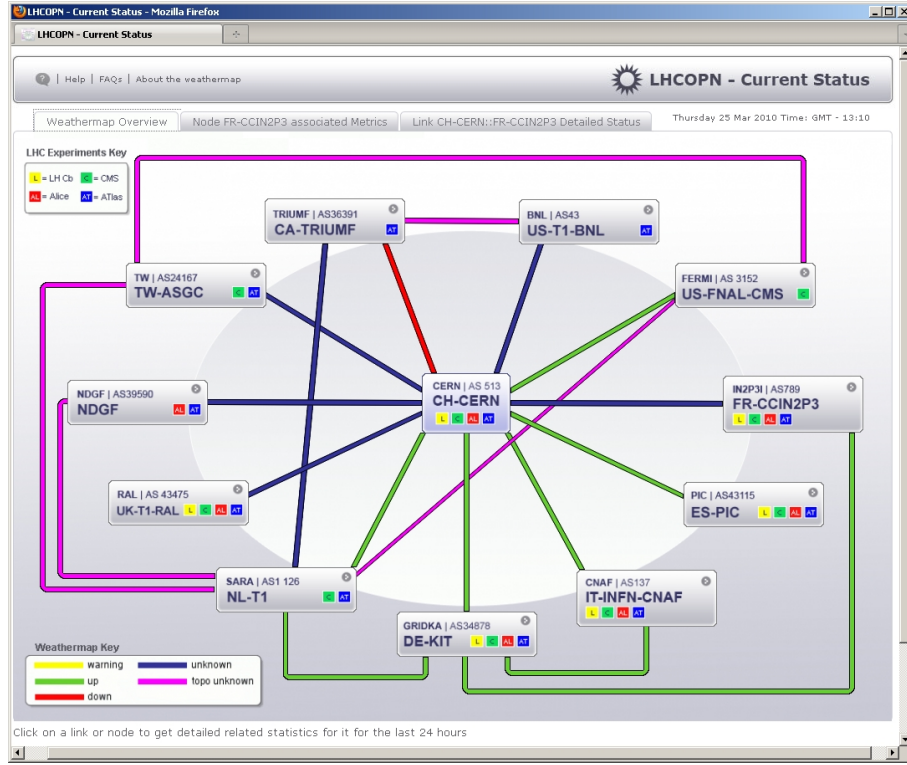 LHCOPN - Current Status - Mozilla Firefox
LHCOPN - Current Status
Help | FAQs | About the weathermap
LHCOPN - Current Status
Weathermap Overview
Node FR-CCIN2P3 associated Metrics
Link CH-CERN::FR-CCIN2P3 Detailed Status
Thursday 25 Mar 2010 Time: GMT - 13:10
LHC Experiments Key
L = LH Cb C = CMS
AL = Alice AT = ATlas
TRIUMF | AS36391
CA-TRIUMF AT
BNL | AS43
US-T1-BNL AT
TW | AS24167
TW-ASGC C AT
FERMI | AS 3152
US-FNAL-CMS C
CERN | AS 513
CH-CERN
L C AL AT
NDGF | AS39590
NDGF AL AT
IN2P3I | AS789
FR-CCIN2P3
L C AL AT
RAL | AS 43475
UK-T1-RAL L C AL AT
PIC | AS43115
ES-PIC L C AL AT
SARA | AS1 126
NL-T1 C AT
CNAF | AS137
IT-INFN-CNAF
L C AL AT
GRIDKA | AS34878
DE-KIT L C AL AT
Weathermap Key
warning unknown
up topo unknown
down
Click on a link or node to get detailed related statistics for it for the last 24 hours